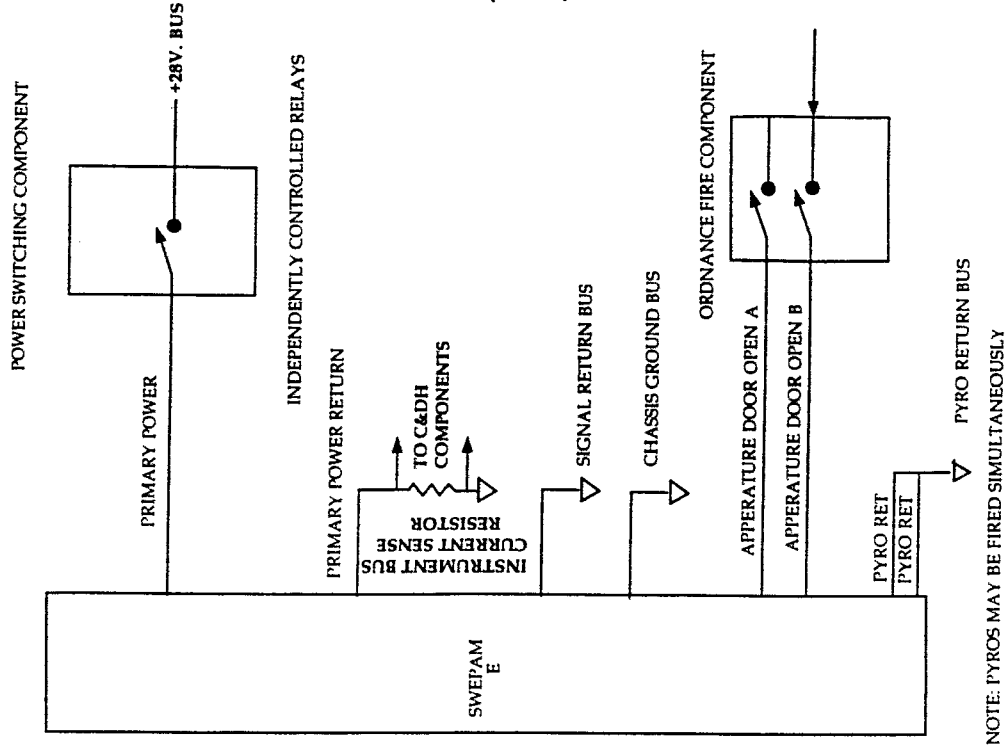 POWER SWITCHING COMPONENT
+28V. BUS
PRIMARY POWER
INDEPENDENTLY CONTROLLED RELAYS
PRIMARY POWER RETURN
TO C&DH
COMPONENTS
INSTRUMENT BUS
CURRENT SENSE
RESISTOR
SIGNAL RETURN BUS
CHASSIS GROUND BUS
ORDNANCE FIRE COMPONENT
APPERATURE DOOR OPEN A
APPERATURE DOOR OPEN B
PYRO RET
PYRO RET
PYRO RETURN BUS
SWEPAM
E
NOTE: PYROS MAY BE FIRED SIMULTANEOUSLY